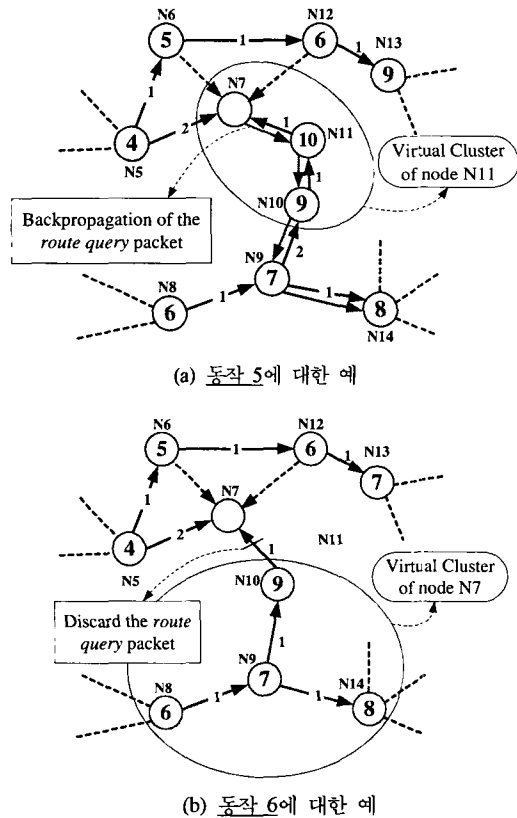 N6
5
1
N12
6
1
N13
9
N7
1
2
4
N5
1
10
N11
Virtual Cluster
of node N11
1
N10
9
Backpropagation of the
route query packet
N9
2
7
N8
6
1
1
8
N14
(a) 동작 5에 대한 예
N6
5
1
N12
6
1
N13
7
N7
1
2
4
N5
N11
1
N10
9
Virtual Cluster
of node N7
Discard the route
query packet
1
N9
7
N8
6
1
1
N14
8
(b) 동작 6에 대한 예